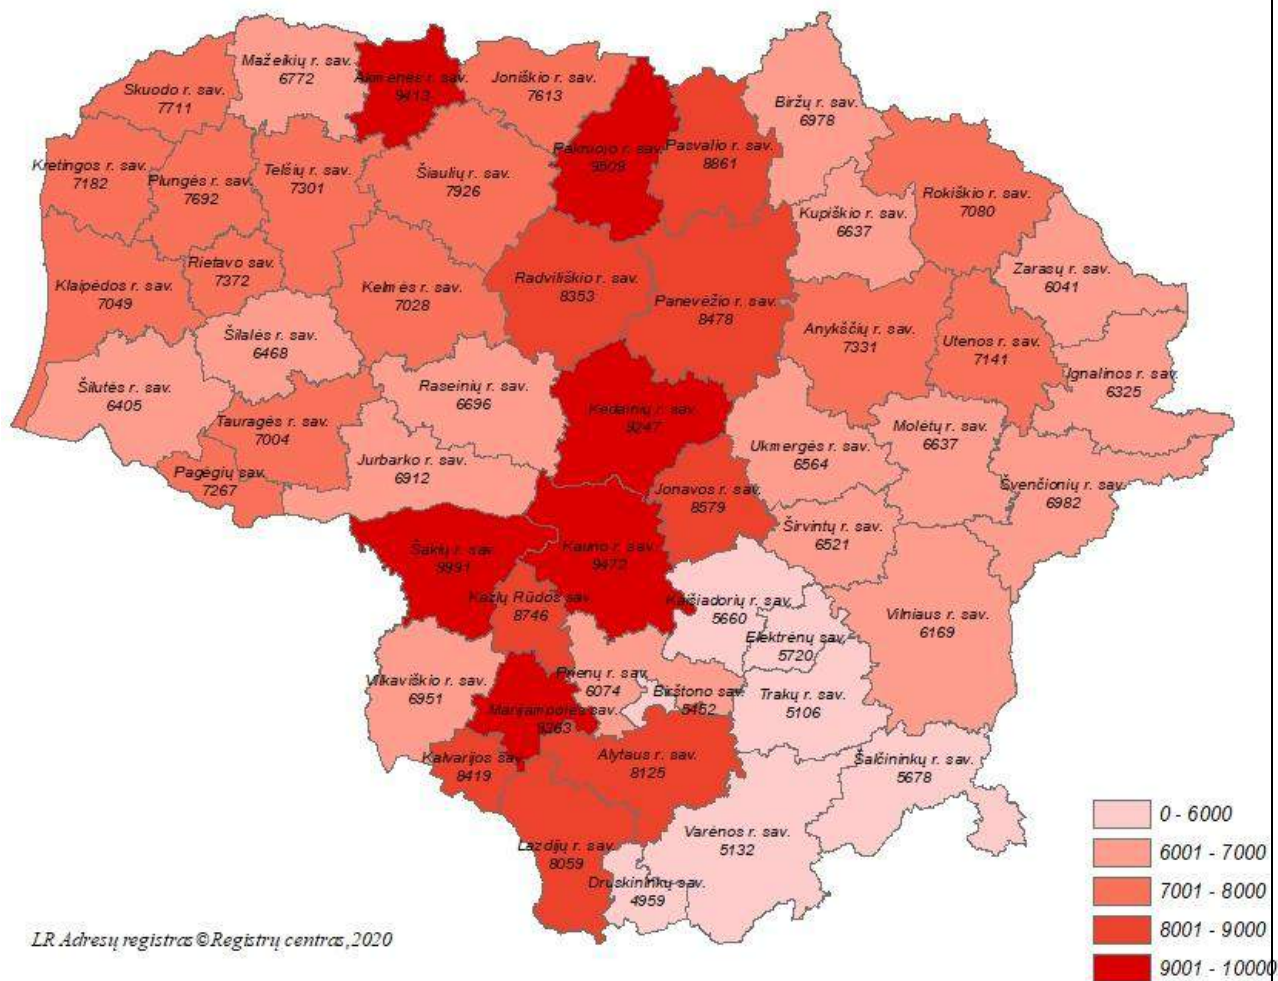 Mažeikių r. sav.
6772
Akmenės r. sav.
9413
Joniškio r. sav.
7613
Skuodo r. sav.
7711
Biržų r. sav.
6978
Pakruojo r. sav.
9509
Pasvalio r. sav.
8861
Kretingos r. sav.
7182
Plungės r. sav.
7692
Telšių r. sav.
7301
Šiaulių r. sav.
7926
Rokiškio r. sav.
7080
Kupiškio r. sav.
6637
Zarasų r. sav.
6041
Klaipėdos r. sav.
7049
Rietavo sav.
7372
Kelmės r. sav.
7028
Radviliškio r. sav.
8353
Panevėžio r. sav.
8478
Anykščių r. sav.
7331
Utenos r. sav.
7141
Šilalės r. sav.
6468
Ignalinos r. sav.
6325
Šilutės r. sav.
6405
Raseinių r. sav.
6696
Kėdainių r. sav.
9247
Tauragės r. sav.
7004
Molėtų r. sav.
6637
Ukmergės r. sav.
6564
Pagėgių sav.
7267
Jurbarko r. sav.
6912
Jonavos r. sav.
8579
Švenčionių r. sav.
6982
Širvintų r. sav.
6521
Šakių r. sav.
9991
Kauno r. sav.
9472
Kazlų Rūdos sav.
8746
Kaišiadorių r. sav.
5660
Vilniaus r. sav.
6169
Elektrėnų sav.
5720
Vilkaviškio r. sav.
6951
Prienų r. sav.
6074
Birštono sav.
5452
Trakų r. sav.
5106
Marijampolės sav.
9363
Kalvarijos sav.
8419
Alytaus r. sav.
8125
Šalčininkų r. sav.
5678
Varėnos r. sav.
5132
Lazdijų r. sav.
8059
Druskininkų sav.
4959
0 - 6000
6001 - 7000
7001 - 8000
8001 - 9000
9001 - 10000
LR Adresų registras©Registrų centras,2020